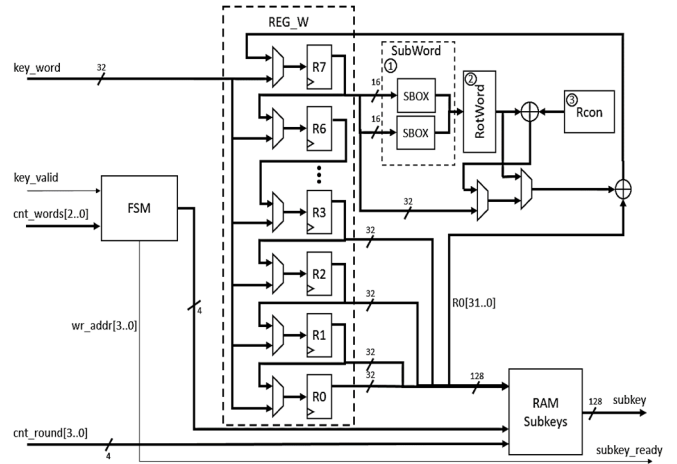 REG_W
key_word
32
R7
SubWord
1
16
SBOX
16
SBOX
2
RotWord
3
Rcon
R6
key_valid
cnt_words[2..0]
FSM
R3
32
32
R2
32
4
wr_addr[3..0]
R0[31..0]
R1
32
32
R0
128
RAM
Subkeys
128
subkey
cnt_round[3..0]
4
subkey_ready